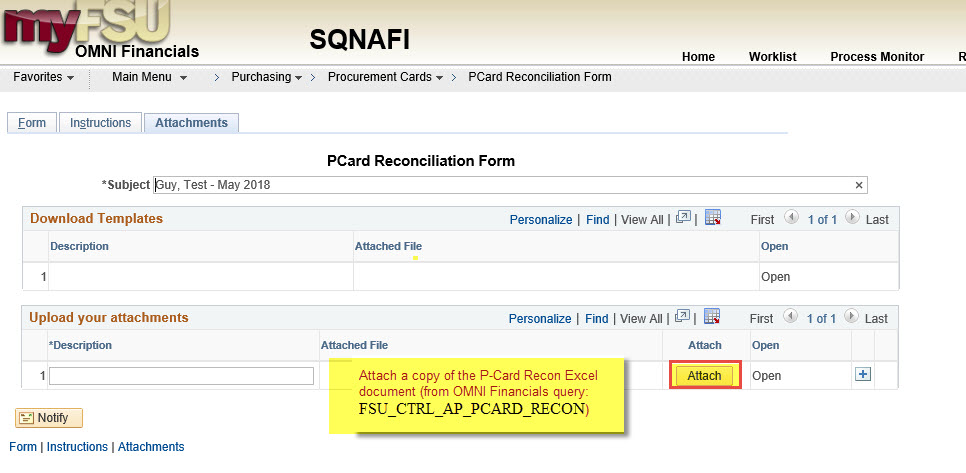 myFSU
OMNI Financials
SQNAFI
Home Worklist Process Monitor R
Favorites Main Menu > Purchasing > Procurement Cards > PCard Reconciliation Form
Form Instructions Attachments
PCard Reconciliation Form
*Subject Guy, Test - May 2018 ×
Download Templates Personalize | Find | View All | | First 1 of 1 Last
Description Attached File Open
1 Open
Upload your attachments Personalize | Find | View All | | First 1 of 1 Last
*Description Attached File Attach Open
1 Attach Open +
Attach a copy of the P-Card Recon Excel
document (from OMNI Financials query:
FSU_CTRL_AP_PCARD_RECON)
Notify
Form | Instructions | Attachments